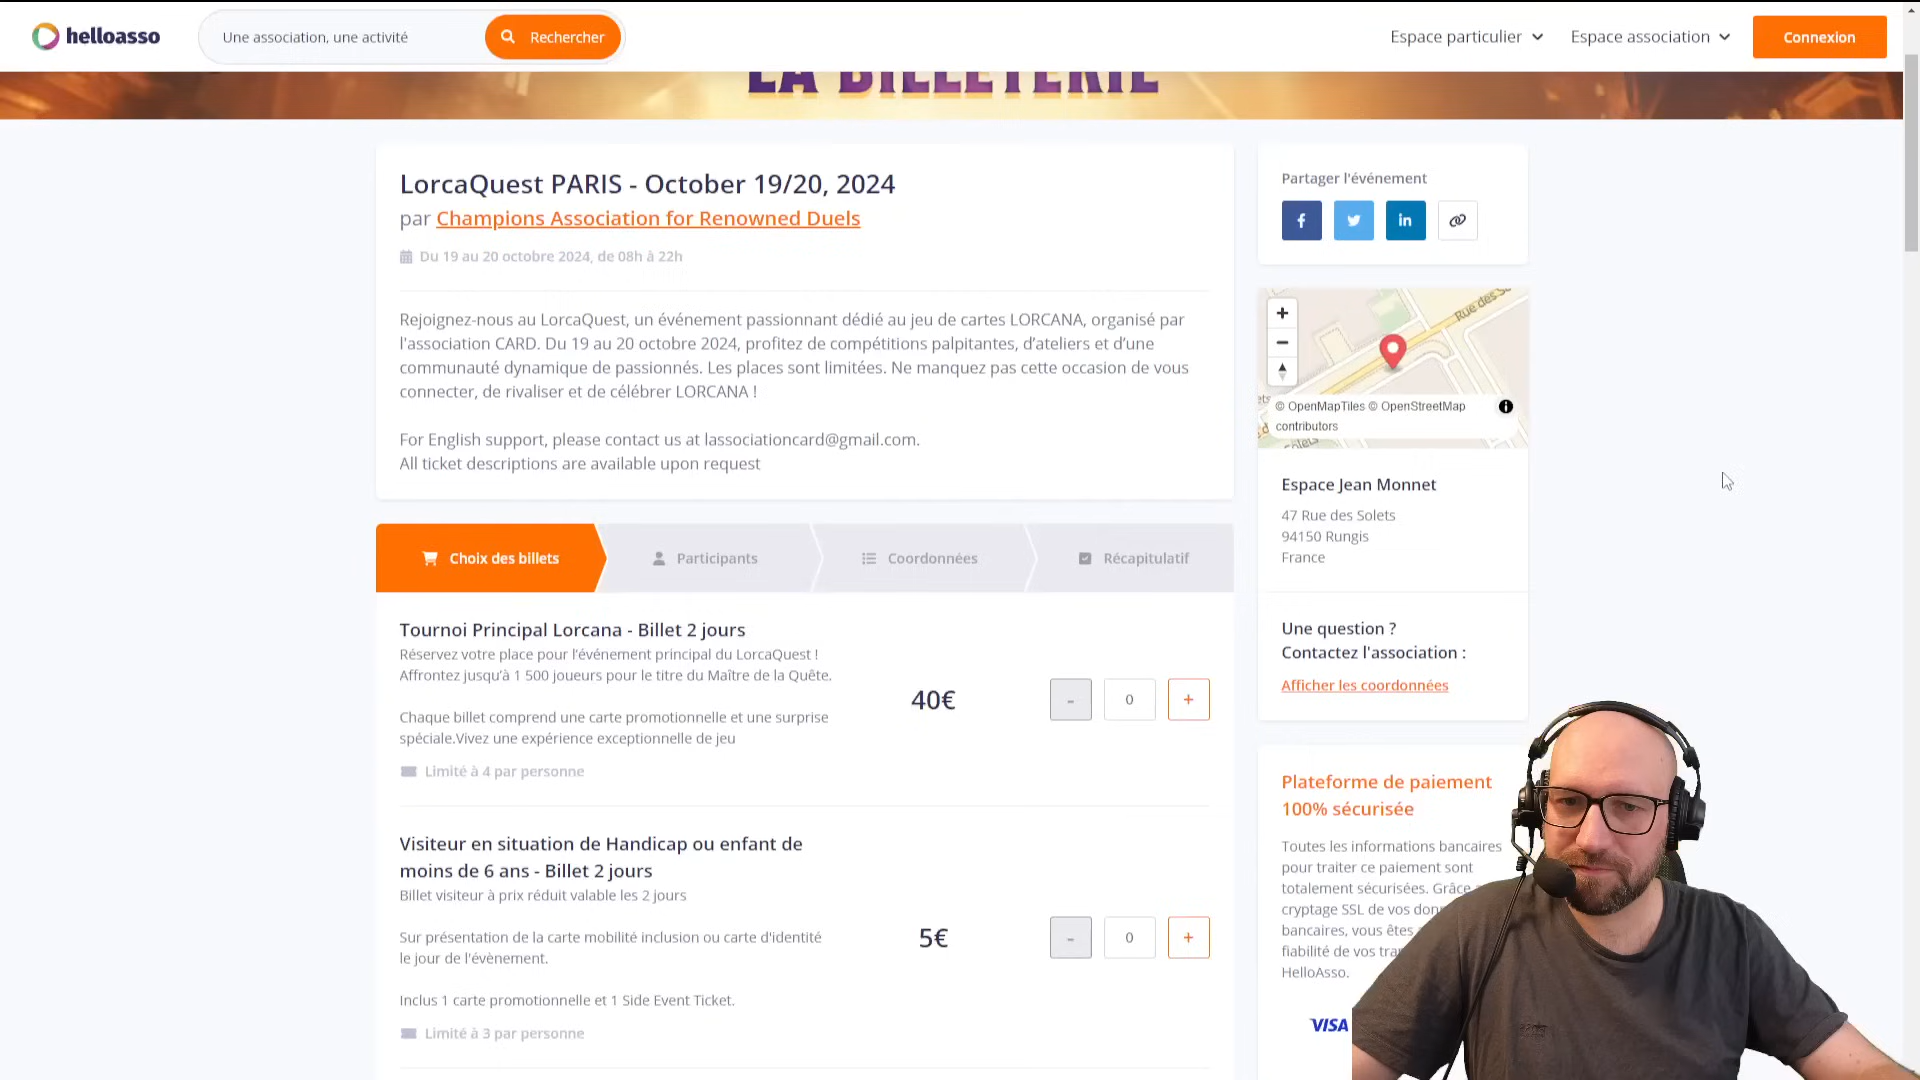 helloasso
Une association, une activité
Rechercher
Espace particulier
Espace association
Connexion
LA BILLETERIE
LorcaQuest PARIS - October 19/20, 2024
par Champions Association for Renowned Duels
Du 19 au 20 octobre 2024, de 08h à 22h
Rejoignez-nous au LorcaQuest, un événement passionnant dédié au jeu de cartes LORCANA, organisé par
l'association CARD. Du 19 au 20 octobre 2024, profitez de compétitions palpitantes, d'ateliers et d'une
communauté dynamique de passionnés. Les places sont limitées. Ne manquez pas cette occasion de vous
connecter, de rivaliser et de célébrer LORCANA !
For English support, please contact us at lassociationcard@gmail.com.
All ticket descriptions are available upon request
Choix des billets
Participants
Coordonnées
Récapitulatif
Tournoi Principal Lorcana - Billet 2 jours
Réservez votre place pour l'événement principal du LorcaQuest !
Affrontez jusqu'à 1 500 joueurs pour le titre du Maître de la Quête.
Chaque billet comprend une carte promotionnelle et une surprise
spéciale.Vivez une expérience exceptionnelle de jeu
Limité à 4 par personne
40€
- 0 +
Visiteur en situation de Handicap ou enfant de
moins de 6 ans - Billet 2 jours
Billet visiteur à prix réduit valable les 2 jours
Sur présentation de la carte mobilité inclusion ou carte d'identité
le jour de l'évènement.
Inclus 1 carte promotionnelle et 1 Side Event Ticket.
Limité à 3 par personne
5€
- 0 +
Partager l'événement
Rue des So
© OpenMapTiles © OpenStreetMap
contributors
Espace Jean Monnet
47 Rue des Solets
94150 Rungis
France
Une question ?
Contactez l'association :
Afficher les coordonnées
Plateforme de paiement
100% sécurisée
Toutes les informations bancaires
pour traiter ce paiement sont
totalement sécurisées. Grâce
cryptage SSL de vos
bancaires, vous êtes
fiabilité de vos
HelloAsso.
VISA